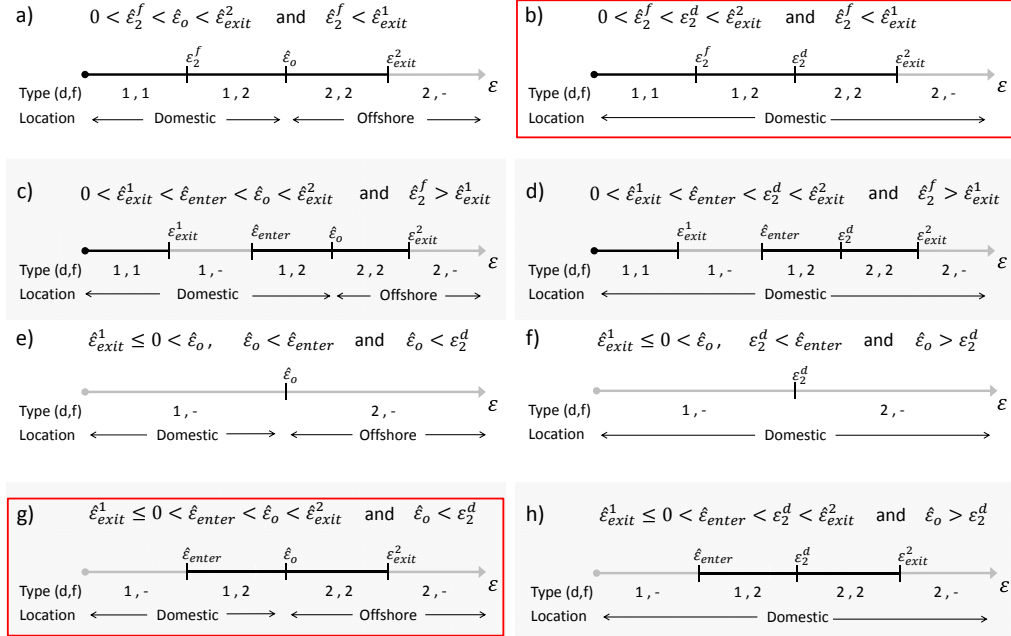 a) 0 < ε̂₂ᶠ < ε̂ₒ < ε̂²ₑₓᵢₜ and ε̂₂ᶠ < ε̂¹ₑₓᵢₜ
ε₂ᶠ ε̂ₒ ε²ₑₓᵢₜ
ε
Type (d,f) 1 , 1 1 , 2 2 , 2 2 , -
Location Domestic Offshore
b) 0 < ε̂₂ᶠ < ε₂ᵈ < ε̂²ₑₓᵢₜ and ε̂₂ᶠ < ε̂¹ₑₓᵢₜ
ε₂ᶠ ε₂ᵈ ε²ₑₓᵢₜ
ε
Type (d,f) 1 , 1 1 , 2 2 , 2 2 , -
Location Domestic
c) 0 < ε̂¹ₑₓᵢₜ < ε̂ₑₙₜₑᵣ < ε̂ₒ < ε̂²ₑₓᵢₜ and ε̂₂ᶠ > ε̂¹ₑₓᵢₜ
ε¹ₑₓᵢₜ ε̂ₑₙₜₑᵣ ε̂ₒ ε²ₑₓᵢₜ
ε
Type (d,f) 1 , 1 1 , - 1 , 2 2 , 2 2 , -
Location Domestic Offshore
d) 0 < ε̂¹ₑₓᵢₜ < ε̂ₑₙₜₑᵣ < ε₂ᵈ < ε̂²ₑₓᵢₜ and ε̂₂ᶠ > ε̂¹ₑₓᵢₜ
ε¹ₑₓᵢₜ ε̂ₑₙₜₑᵣ ε₂ᵈ ε²ₑₓᵢₜ
ε
Type (d,f) 1 , 1 1 , - 1 , 2 2 , 2 2 , -
Location Domestic
e) ε̂¹ₑₓᵢₜ ≤ 0 < ε̂ₒ , ε̂ₒ < ε̂ₑₙₜₑᵣ and ε̂ₒ < ε₂ᵈ
ε̂ₒ
ε
Type (d,f) 1 , - 2 , -
Location Domestic Offshore
f) ε̂¹ₑₓᵢₜ ≤ 0 < ε̂ₒ , ε₂ᵈ < ε̂ₑₙₜₑᵣ and ε̂ₒ > ε₂ᵈ
ε₂ᵈ
ε
Type (d,f) 1 , - 2 , -
Location Domestic
g) ε̂¹ₑₓᵢₜ ≤ 0 < ε̂ₑₙₜₑᵣ < ε̂ₒ < ε̂²ₑₓᵢₜ and ε̂ₒ < ε₂ᵈ
ε̂ₑₙₜₑᵣ ε̂ₒ ε²ₑₓᵢₜ
ε
Type (d,f) 1 , - 1 , 2 2 , 2 2 , -
Location Domestic Offshore
h) ε̂¹ₑₓᵢₜ ≤ 0 < ε̂ₑₙₜₑᵣ < ε₂ᵈ < ε̂²ₑₓᵢₜ and ε̂ₒ > ε₂ᵈ
ε̂ₑₙₜₑᵣ ε₂ᵈ ε²ₑₓᵢₜ
ε
Type (d,f) 1 , - 1 , 2 2 , 2 2 , -
Location Domestic